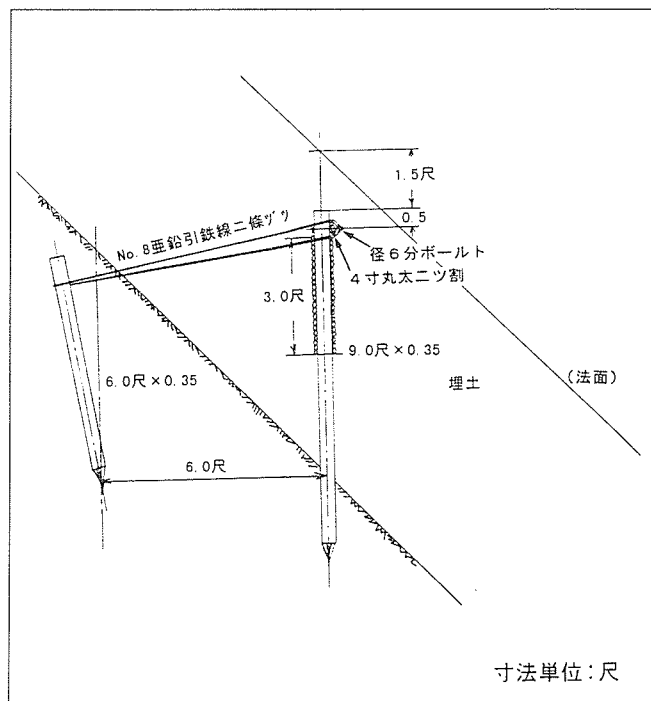 1.5尺
0.5
No.8亜鉛引鉄線二條ヅヅ
径6分ボールト
4寸丸太二ツ割
3.0尺
9.0尺×0.35
6.0尺×0.35
埋土
(法面)
6.0尺
寸法単位:尺